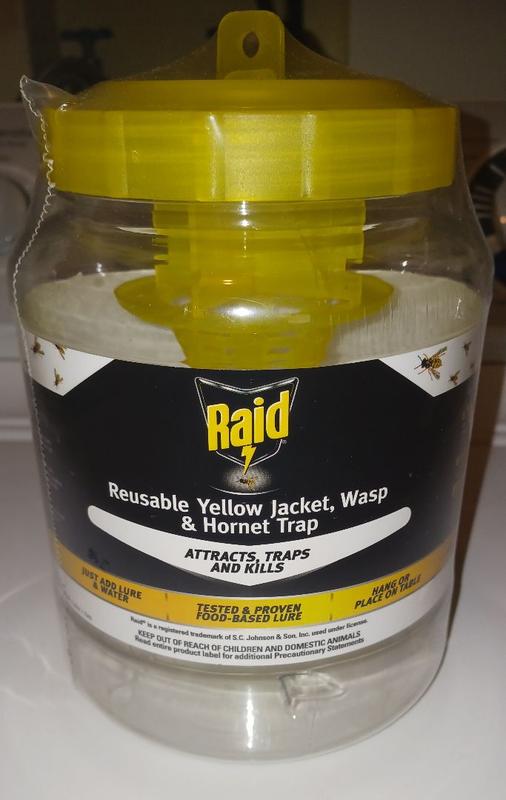 Raid
Reusable Yellow Jacket, Wasp
& Hornet Trap
ATTRACTS, TRAPS
AND KILLS
JUST ADD LURE
& WATER
TESTED & PROVEN
FOOD-BASED LURE
HANG OR
PLACE ON TABLE
Raid® is a registered trademark of S.C. Johnson & Son, Inc. used under license.
KEEP OUT OF REACH OF CHILDREN AND DOMESTIC ANIMALS
Read entire product label for additional Precautionary Statements